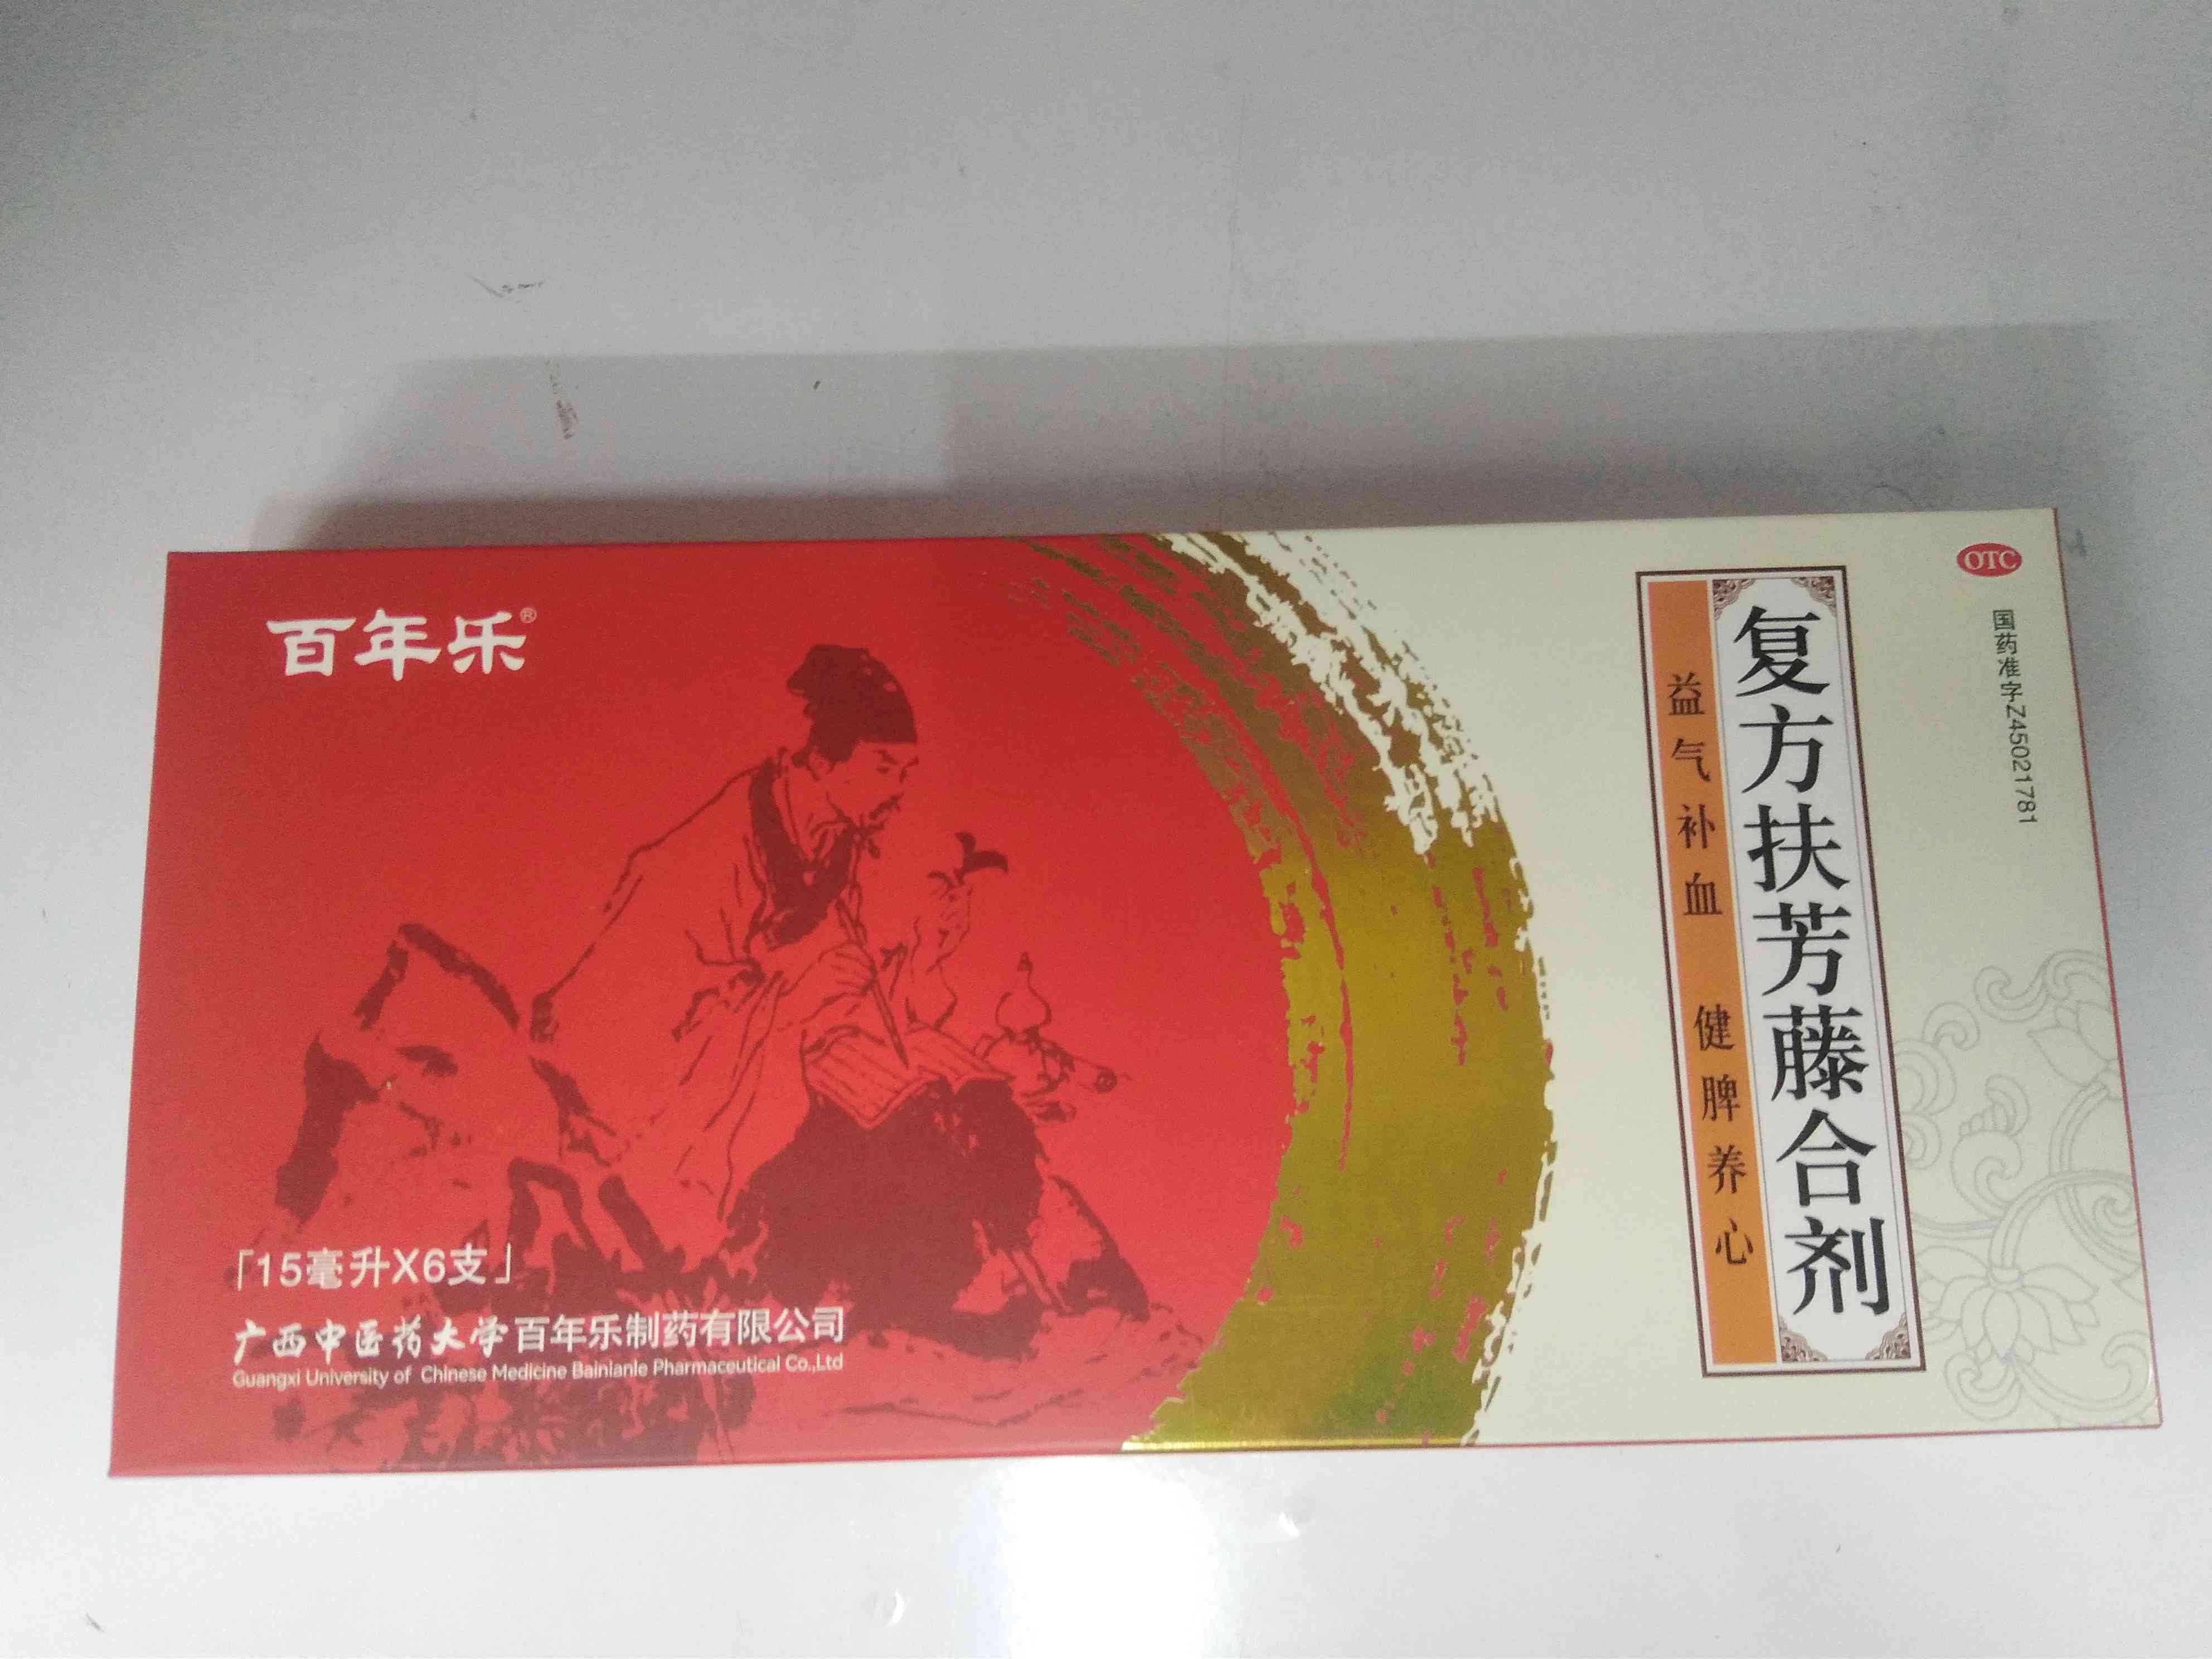 百年乐®
「15毫升X6支」
广西中医药大学百年乐制药有限公司
Guangxi University of Chinese Medicine Bainianle Pharmaceutical Co.,Ltd
OTC
国药准字Z45021781
复方扶芳藤合剂
益气补血 健脾养心